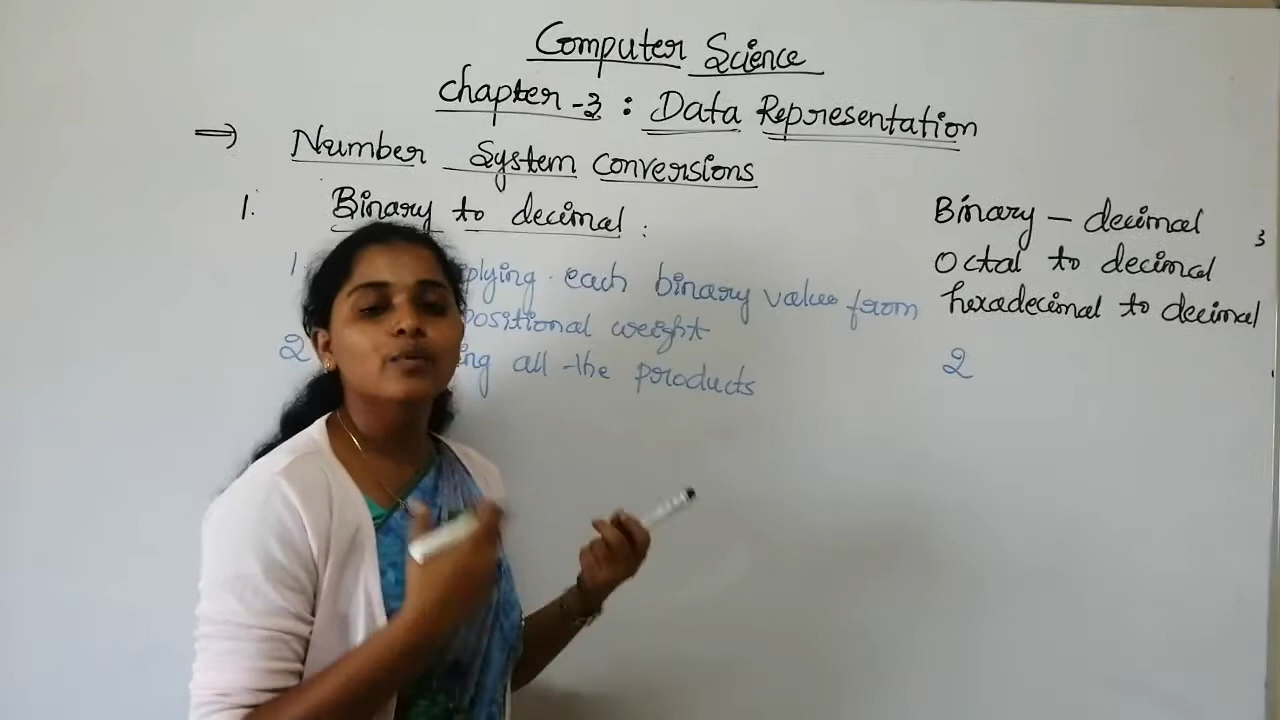 Computer Science
Chapter-3 : Data Representation
⇒ Number System Conversions
1. Binary to decimal :
1. plying each binary value from
positional weight
2 ing all the products
Binary – decimal
Octal to decimal
hexadecimal to decimal
2
3